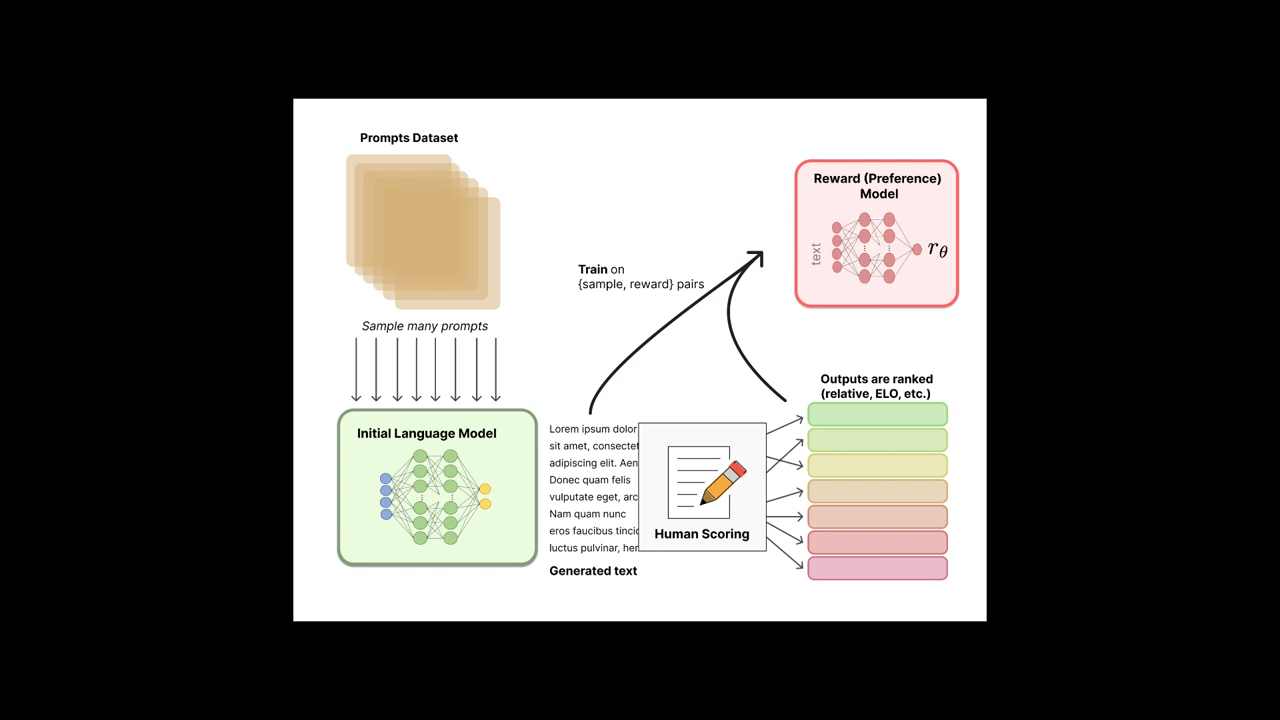 Prompts Dataset
Sample many prompts
Initial Language Model
Train on
{sample, reward} pairs
Lorem ipsum dolor
sit amet, consectet
adipiscing elit. Aen
Donec quam felis
vulputate eget, arc
Nam quam nunc
eros faucibus tincid
luctus pulvinar, her
Generated text
Human Scoring
Reward (Preference)
Model
text
r_θ
Outputs are ranked
(relative, ELO, etc.)